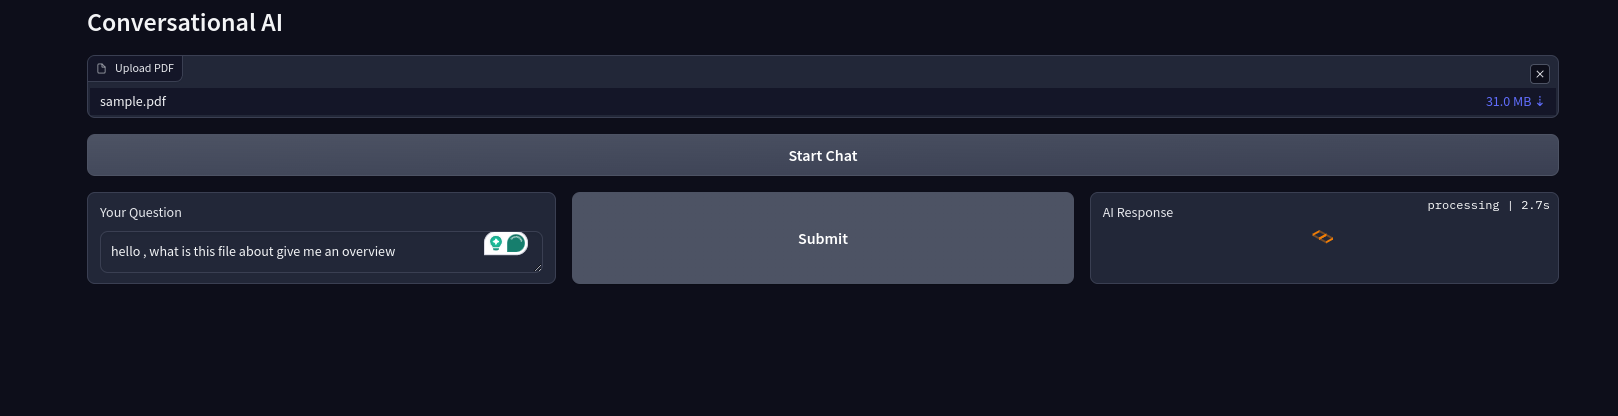 Conversational AI
Upload PDF
sample.pdf
31.0 MB ↓
Start Chat
Your Question
hello , what is this file about give me an overview
Submit
AI Response
processing | 2.7s